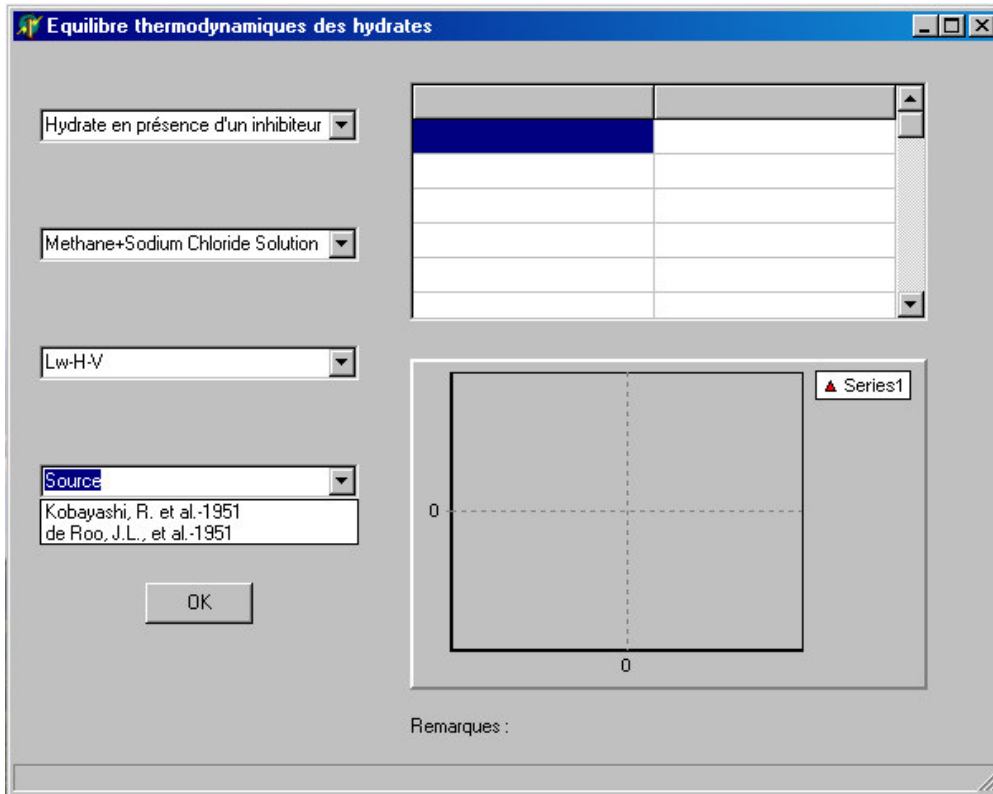 Equilibre thermodynamiques des hydrates
Hydrate en présence d'un inhibiteur
Methane+Sodium Chloride Solution
Lw-H-V
Source
Kobayashi, R. et al.-1951
de Roo, J.L., et al.-1951
OK
Series1
0
0
Remarques :